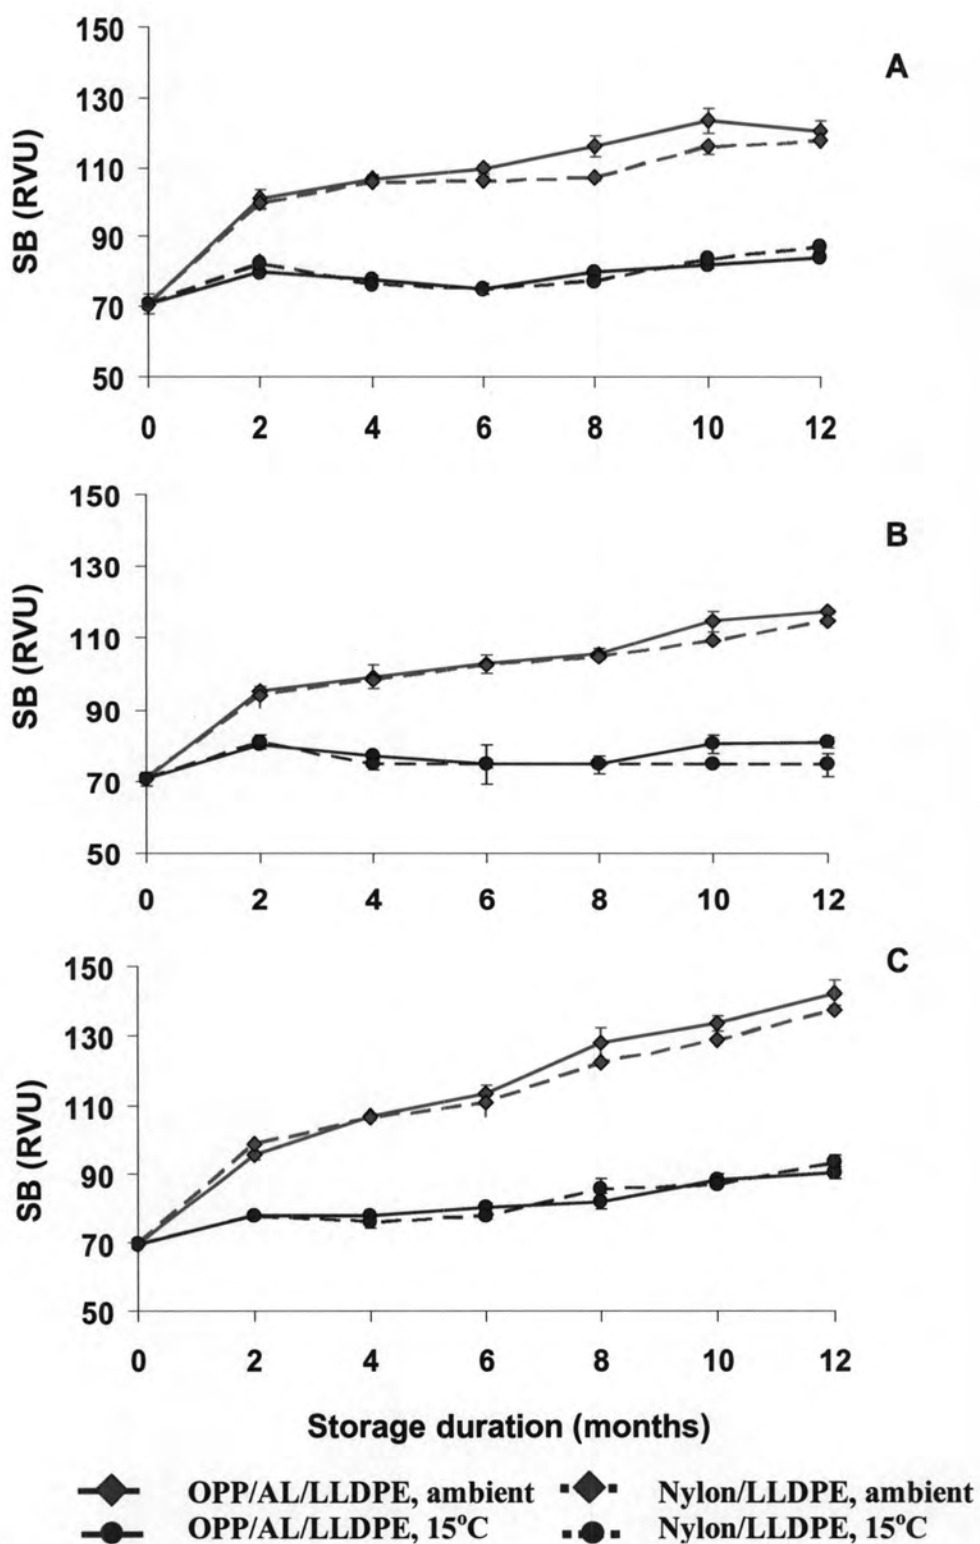 A
150
130
110
90
70
50
SB (RVU)
0 2 4 6 8 10 12
B
150
130
110
90
70
50
SB (RVU)
0 2 4 6 8 10 12
C
150
130
110
90
70
50
SB (RVU)
0 2 4 6 8 10 12
Storage duration (months)
OPP/AL/LLDPE, ambient Nylon/LLDPE, ambient
OPP/AL/LLDPE, 15°C Nylon/LLDPE, 15°C